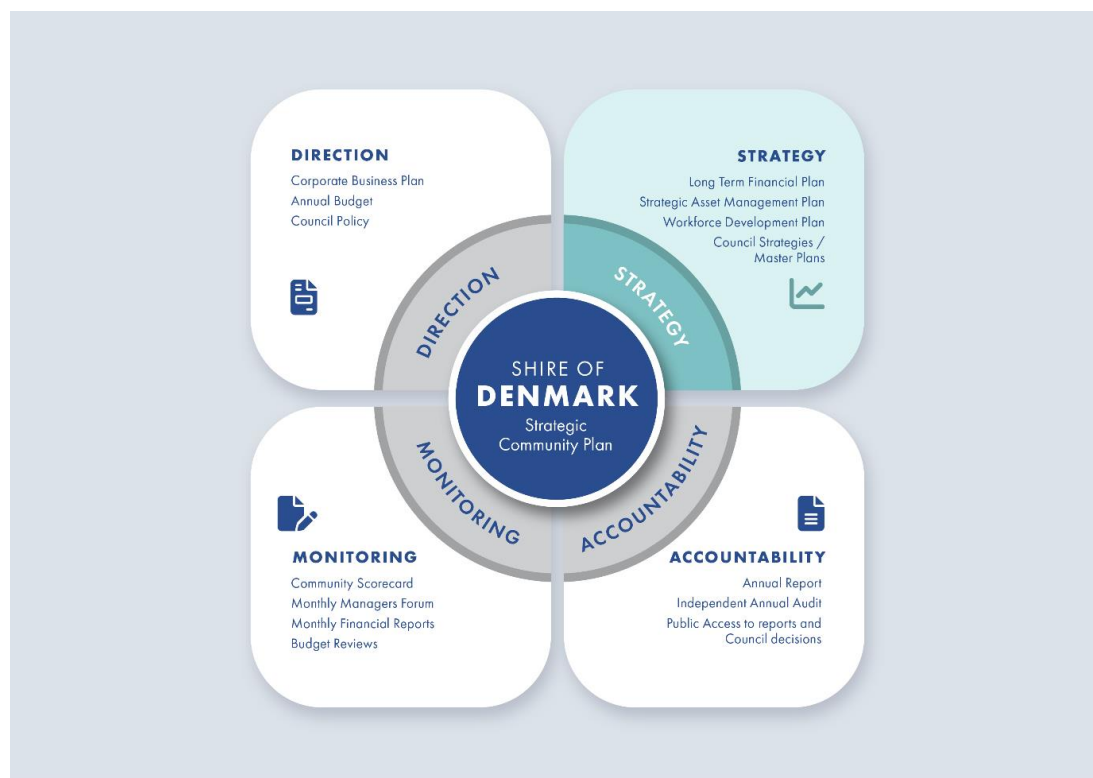 DIRECTION
Corporate Business Plan
Annual Budget
Council Policy
STRATEGY
Long Term Financial Plan
Strategic Asset Management Plan
Workforce Development Plan
Council Strategies /
Master Plans
DIRECTION
STRATEGY
SHIRE OF
DENMARK
Strategic
Community Plan
MONITORING
ACCOUNTABILITY
MONITORING
Community Scorecard
Monthly Managers Forum
Monthly Financial Reports
Budget Reviews
ACCOUNTABILITY
Annual Report
Independent Annual Audit
Public Access to reports and
Council decisions